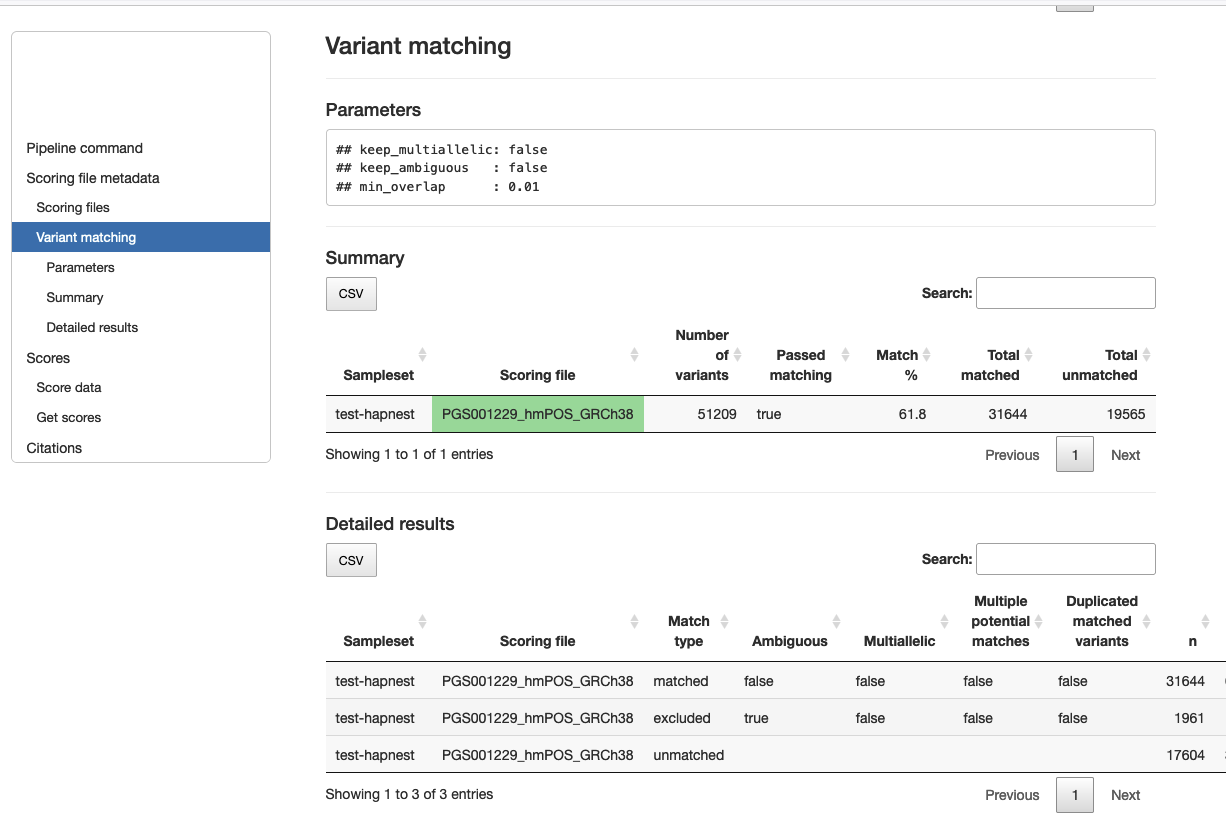 Pipeline command
Scoring file metadata
Scoring files
Variant matching
Parameters
Summary
Detailed results
Scores
Score data
Get scores
Citations
Variant matching
Parameters
## keep_multiallelic: false
## keep_ambiguous   : false
## min_overlap      : 0.01
Summary
CSV
Search:
Sampleset Scoring file Number of variants Passed matching Match % Total matched Total unmatched
test-hapnest PGS001229_hmPOS_GRCh38 51209 true 61.8 31644 19565
Showing 1 to 1 of 1 entries
Previous 1 Next
Detailed results
CSV
Search:
Sampleset Scoring file Match type Ambiguous Multiallelic Multiple potential matches Duplicated matched variants n
test-hapnest PGS001229_hmPOS_GRCh38 matched false false false false 31644
test-hapnest PGS001229_hmPOS_GRCh38 excluded true false false false 1961
test-hapnest PGS001229_hmPOS_GRCh38 unmatched 17604
Showing 1 to 3 of 3 entries
Previous 1 Next